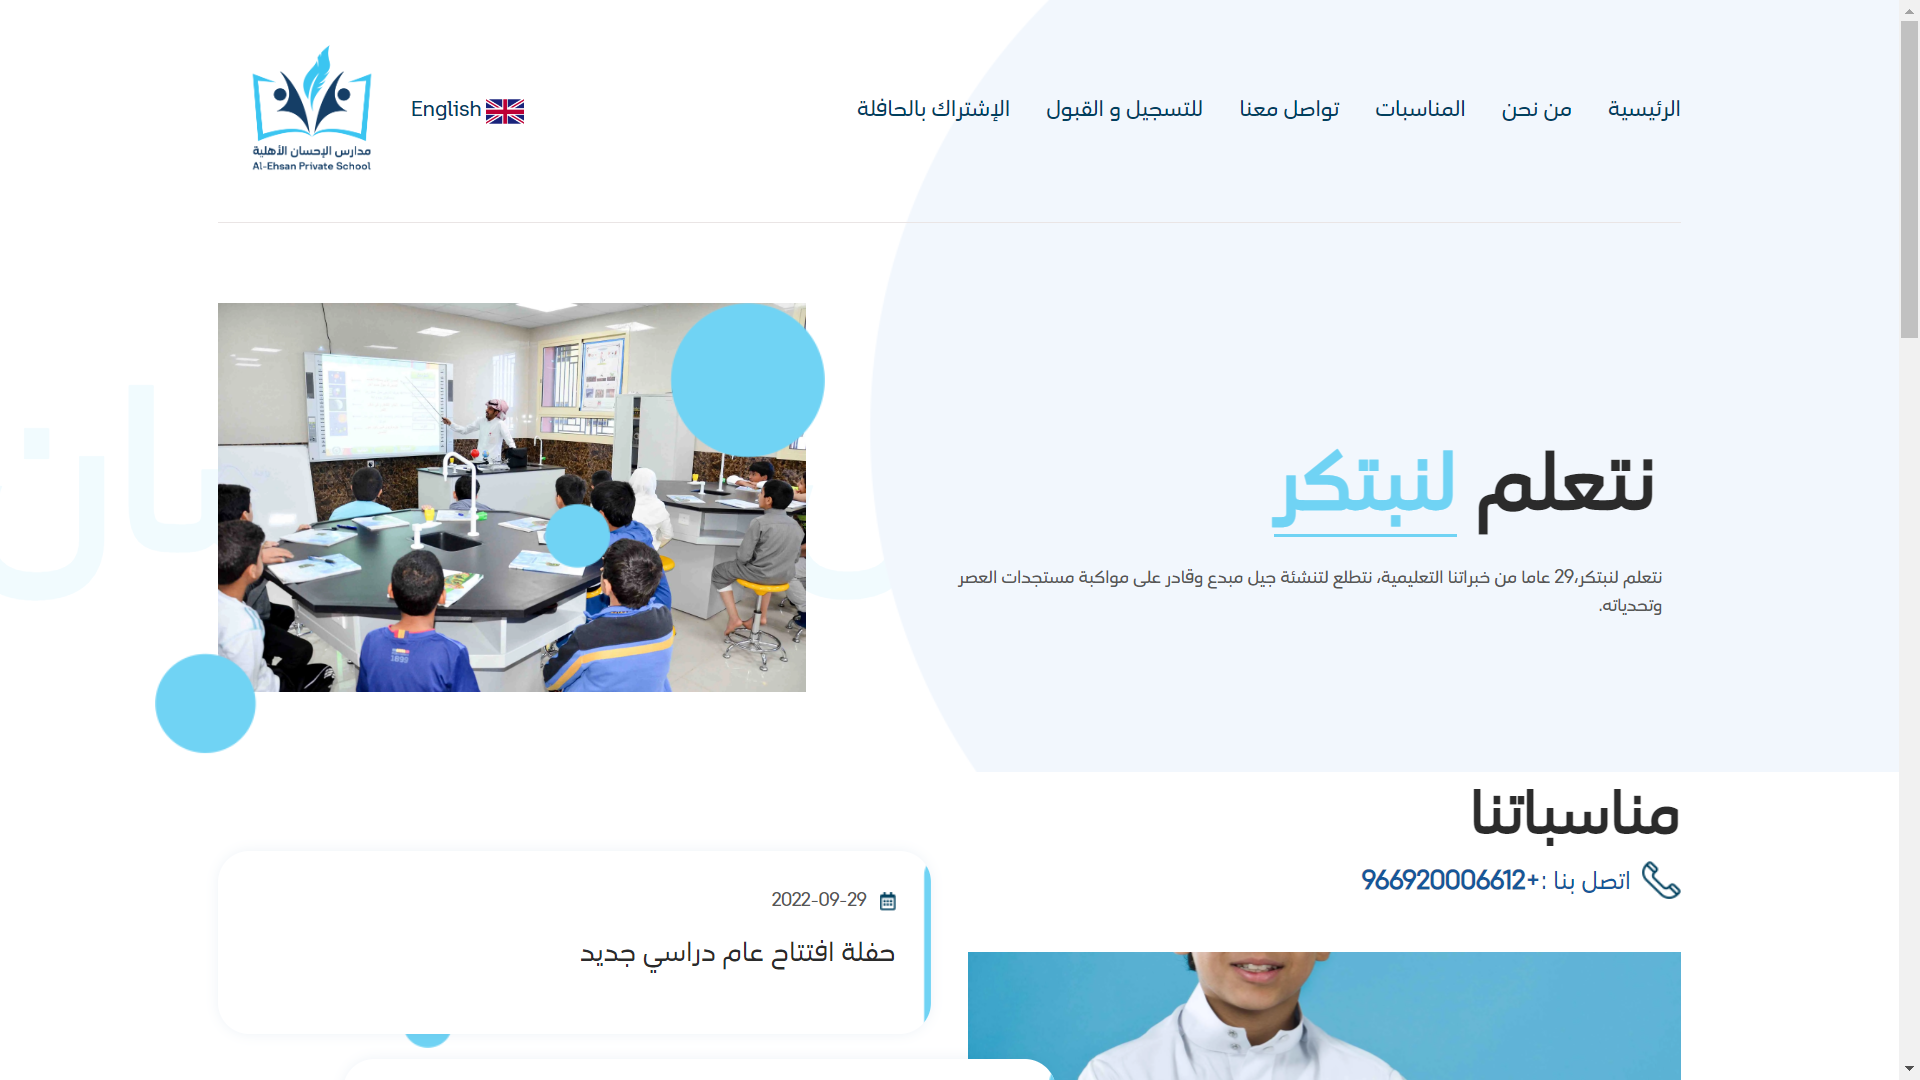 الرئيسية
من نحن
المناسبات
تواصل معنا
للتسجيل و القبول
الإشتراك بالحافلة
English
مدارس الإحسان الأهلية
Al-Ehsan Private School
نتعلم لنبتكر
نتعلم لنبتكر،29 عاما من خبراتنا التعليمية، نتطلع لتنشئة جيل مبدع وقادر على مواكبة مستجدات العصر
وتحدياته.
1899
مناسباتنا
اتصل بنا :+966920006612
2022-09-29
حفلة افتتاح عام دراسي جديد